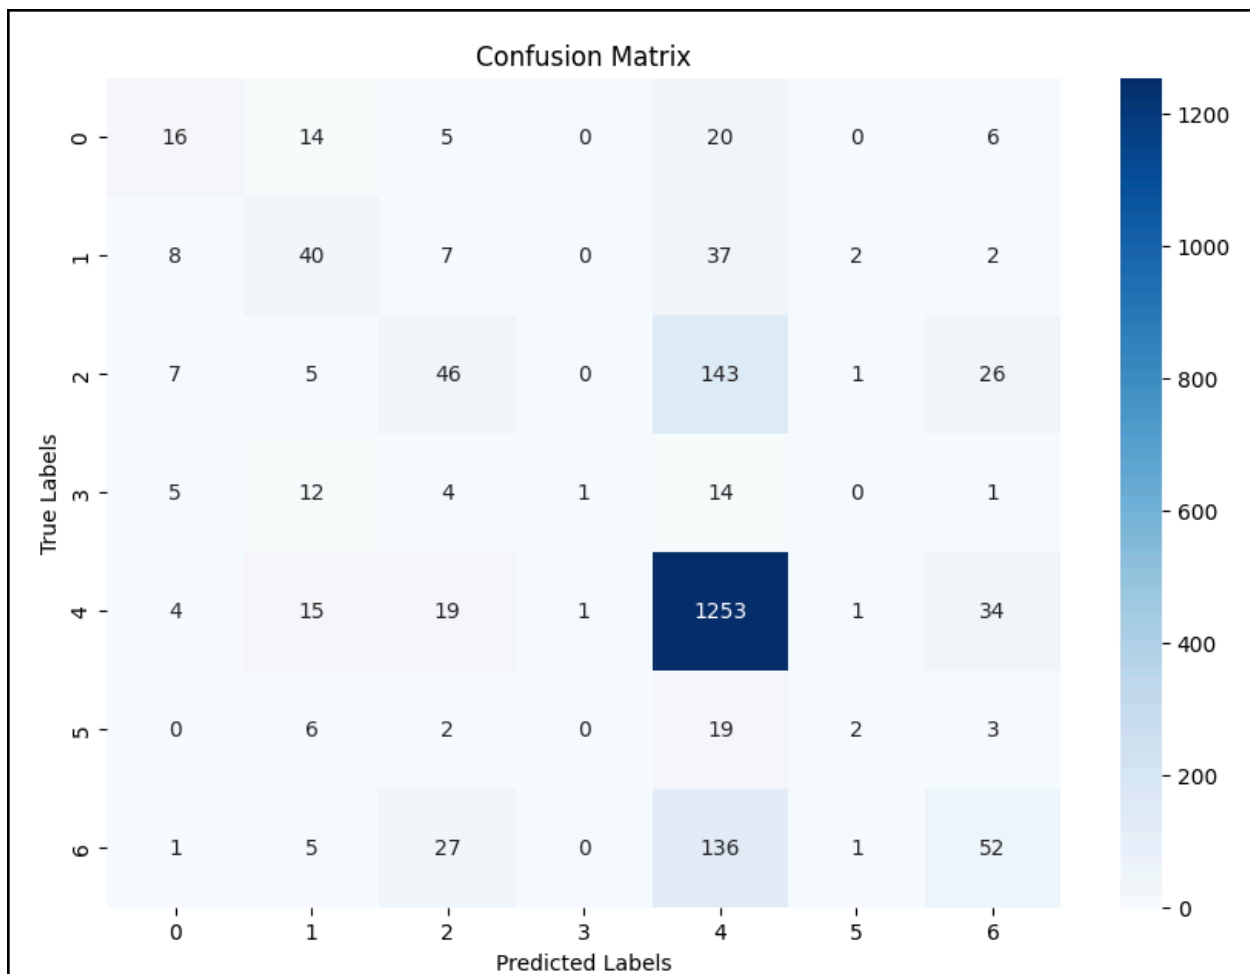 Confusion Matrix
0 16 14 5 0 20 0 6
1 8 40 7 0 37 2 2
2 7 5 46 0 143 1 26
3 5 12 4 1 14 0 1
4 4 15 19 1 1253 1 34
5 0 6 2 0 19 2 3
6 1 5 27 0 136 1 52
0 1 2 3 4 5 6
Predicted Labels
True Labels
1200
1000
800
600
400
200
0